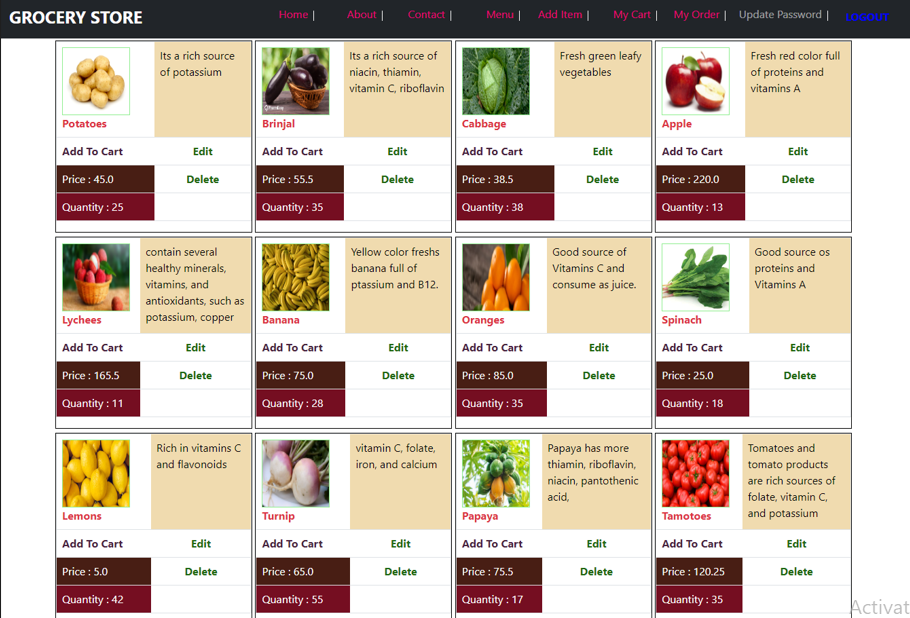 GROCERY STORE
Home | About | Contact | Menu | Add Item | My Cart | My Order | Update Password | LOGOUT
Its a rich source
of potassium
Potatoes
Add To Cart Edit
Price : 45.0 Delete
Quantity : 25
Its a rich source of
niacin, thiamin,
vitamin C, riboflavin
Brinjal
Add To Cart Edit
Price : 55.5 Delete
Quantity : 35
Fresh green leafy
vegetables
Cabbage
Add To Cart Edit
Price : 38.5 Delete
Quantity : 38
Fresh red color full
of proteins and
vitamins A
Apple
Add To Cart Edit
Price : 220.0 Delete
Quantity : 13
contain several
healthy minerals,
vitamins, and
antioxidants, such as
potassium, copper
Lychees
Add To Cart Edit
Price : 165.5 Delete
Quantity : 11
Yellow color freshs
banana full of
ptassium and B12.
Banana
Add To Cart Edit
Price : 75.0 Delete
Quantity : 28
Good source of
Vitamins C and
consume as juice.
Oranges
Add To Cart Edit
Price : 85.0 Delete
Quantity : 35
Good source os
proteins and
Vitamins A
Spinach
Add To Cart Edit
Price : 25.0 Delete
Quantity : 18
Rich in vitamins C
and flavonoids
Lemons
Add To Cart Edit
Price : 5.0 Delete
Quantity : 42
vitamin C, folate,
iron, and calcium
Turnip
Add To Cart Edit
Price : 65.0 Delete
Quantity : 55
Papaya has more
thiamin, riboflavin,
niacin, pantothenic
acid,
Papaya
Add To Cart Edit
Price : 75.5 Delete
Quantity : 17
Tomatoes and
tomato products
are rich sources of
folate, vitamin C,
and potassium
Tamotoes
Add To Cart Edit
Price : 120.25 Delete
Quantity : 35
Activat